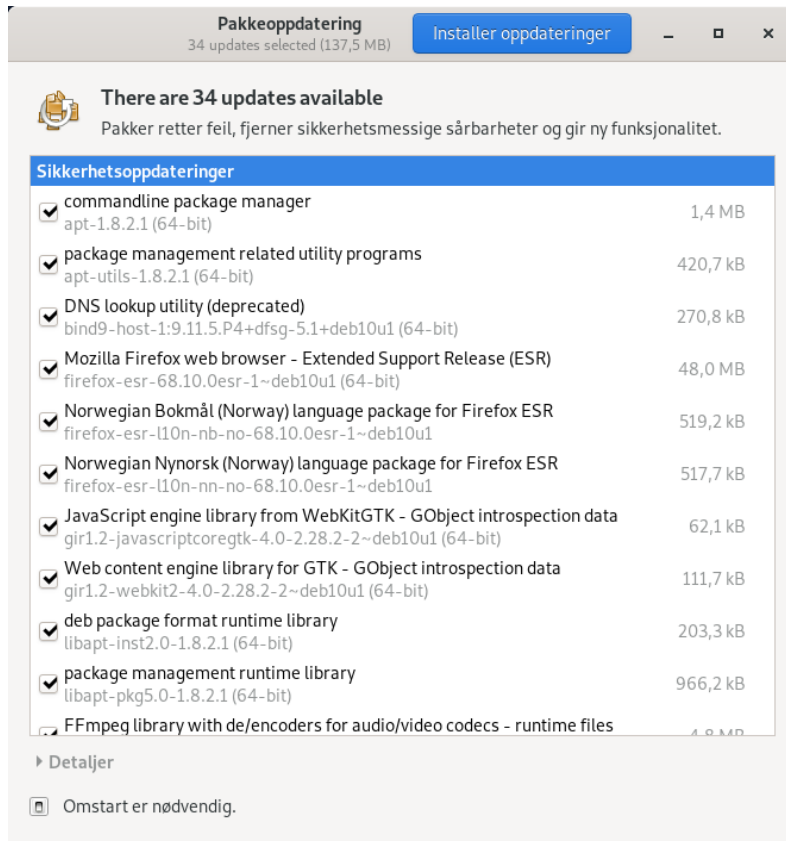 Pakkeoppdatering
34 updates selected (137,5 MB)
Installer oppdateringer
There are 34 updates available
Pakker retter feil, fjerner sikkerhetsmessige sårbarheter og gir ny funksjonalitet.
Sikkerhetsoppdateringer
commandline package manager
apt-1.8.2.1 (64-bit)
1,4 MB
package management related utility programs
apt-utils-1.8.2.1 (64-bit)
420,7 kB
DNS lookup utility (deprecated)
bind9-host-1:9.11.5.P4+dfsg-5.1+deb10u1 (64-bit)
270,8 kB
Mozilla Firefox web browser - Extended Support Release (ESR)
firefox-esr-68.10.0esr-1~deb10u1 (64-bit)
48,0 MB
Norwegian Bokmål (Norway) language package for Firefox ESR
firefox-esr-l10n-nb-no-68.10.0esr-1~deb10u1
519,2 kB
Norwegian Nynorsk (Norway) language package for Firefox ESR
firefox-esr-l10n-nn-no-68.10.0esr-1~deb10u1
517,7 kB
JavaScript engine library from WebKitGTK - GObject introspection data
gir1.2-javascriptcoregtk-4.0-2.28.2-2~deb10u1 (64-bit)
62,1 kB
Web content engine library for GTK - GObject introspection data
gir1.2-webkit2-4.0-2.28.2-2~deb10u1 (64-bit)
111,7 kB
deb package format runtime library
libapt-inst2.0-1.8.2.1 (64-bit)
203,3 kB
package management runtime library
libapt-pkg5.0-1.8.2.1 (64-bit)
966,2 kB
FFmpeg library with de/encoders for audio/video codecs - runtime files
Detaljer
Omstart er nødvendig.